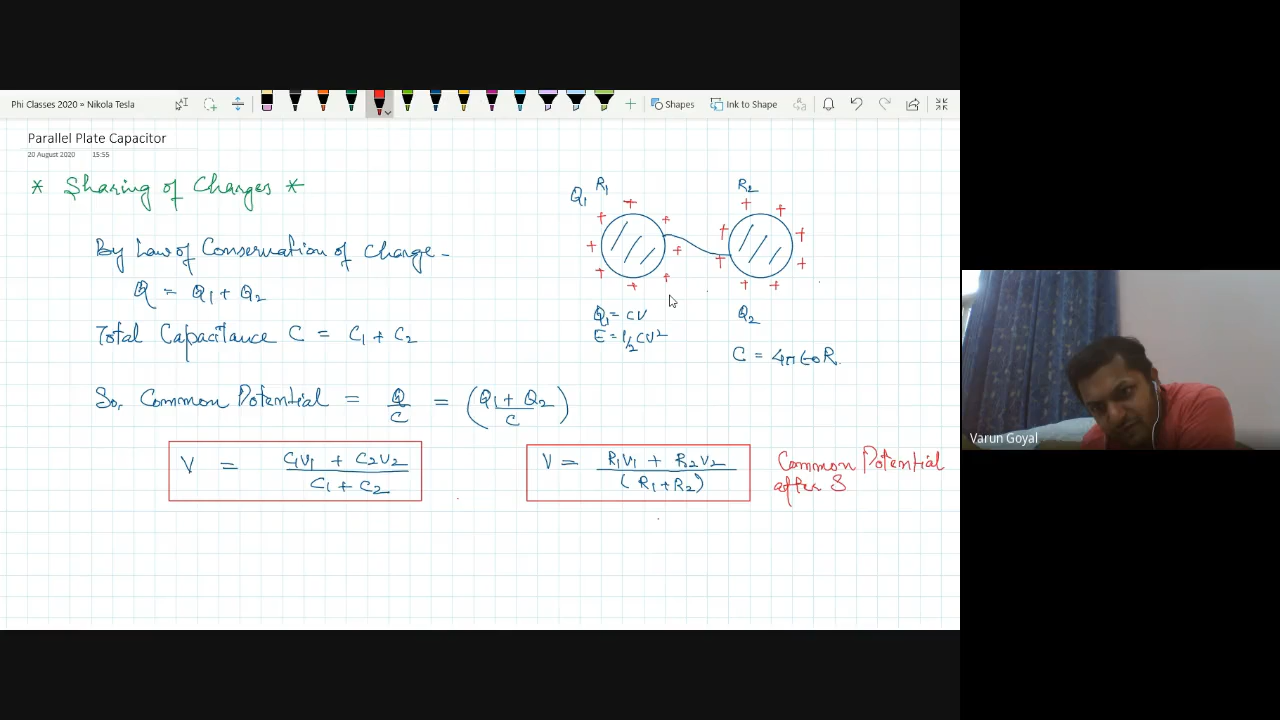 Phi Classes 2020 » Nikola Tesla
Shapes
Ink to Shape
Parallel Plate Capacitor
20 August 2020 15:55
* Sharing of Charges *
By Law of Conservation of Charge -
Q = Q1 + Q2
Total Capacitance C = C1 + C2
So, Common Potential = Q/C = (Q1 + Q2 / C)
V = C1V1 + C2V2 / C1 + C2
V = R1V1 + R2V2 / (R1 + R2)
Common Potential
after S
Q1 R1
R2
Q1 = CV
E = 1/2 CV²
Q2
C = 4π ε0 R.
Varun Goyal